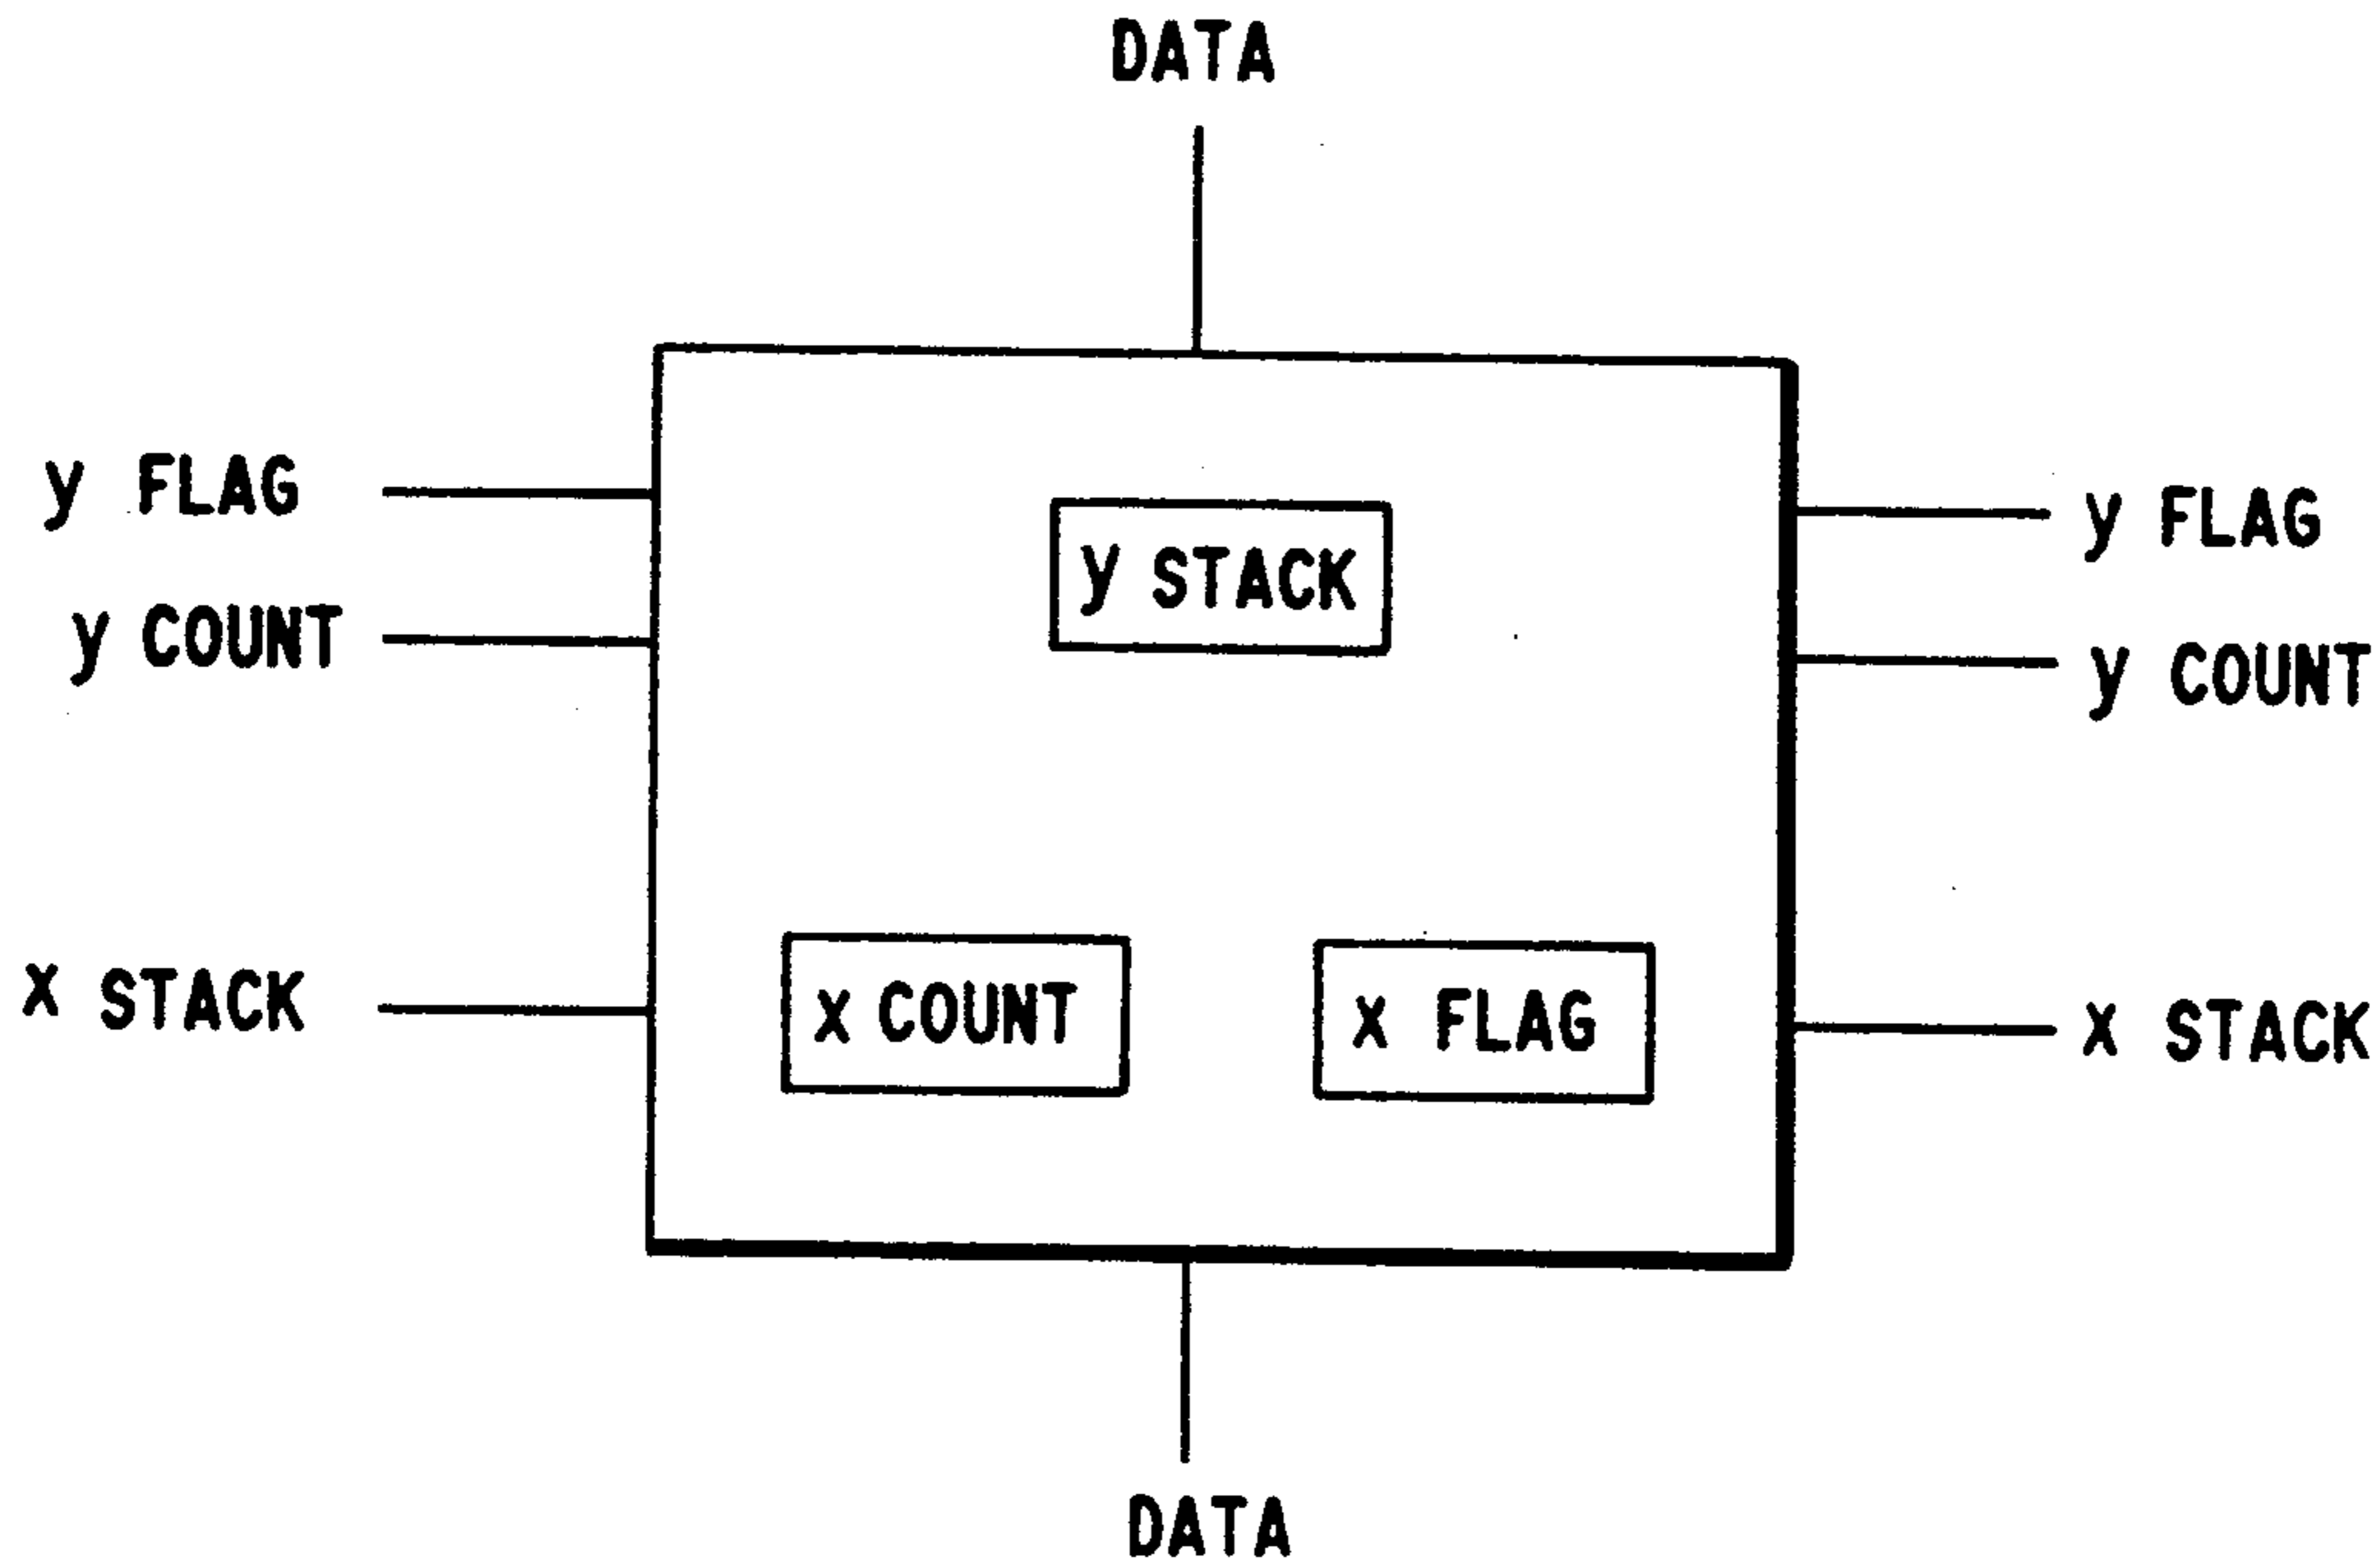 DATA
y FLAG
y FLAG
y STACK
y COUNT
y COUNT
x STACK
x COUNT
x FLAG
x STACK
DATA